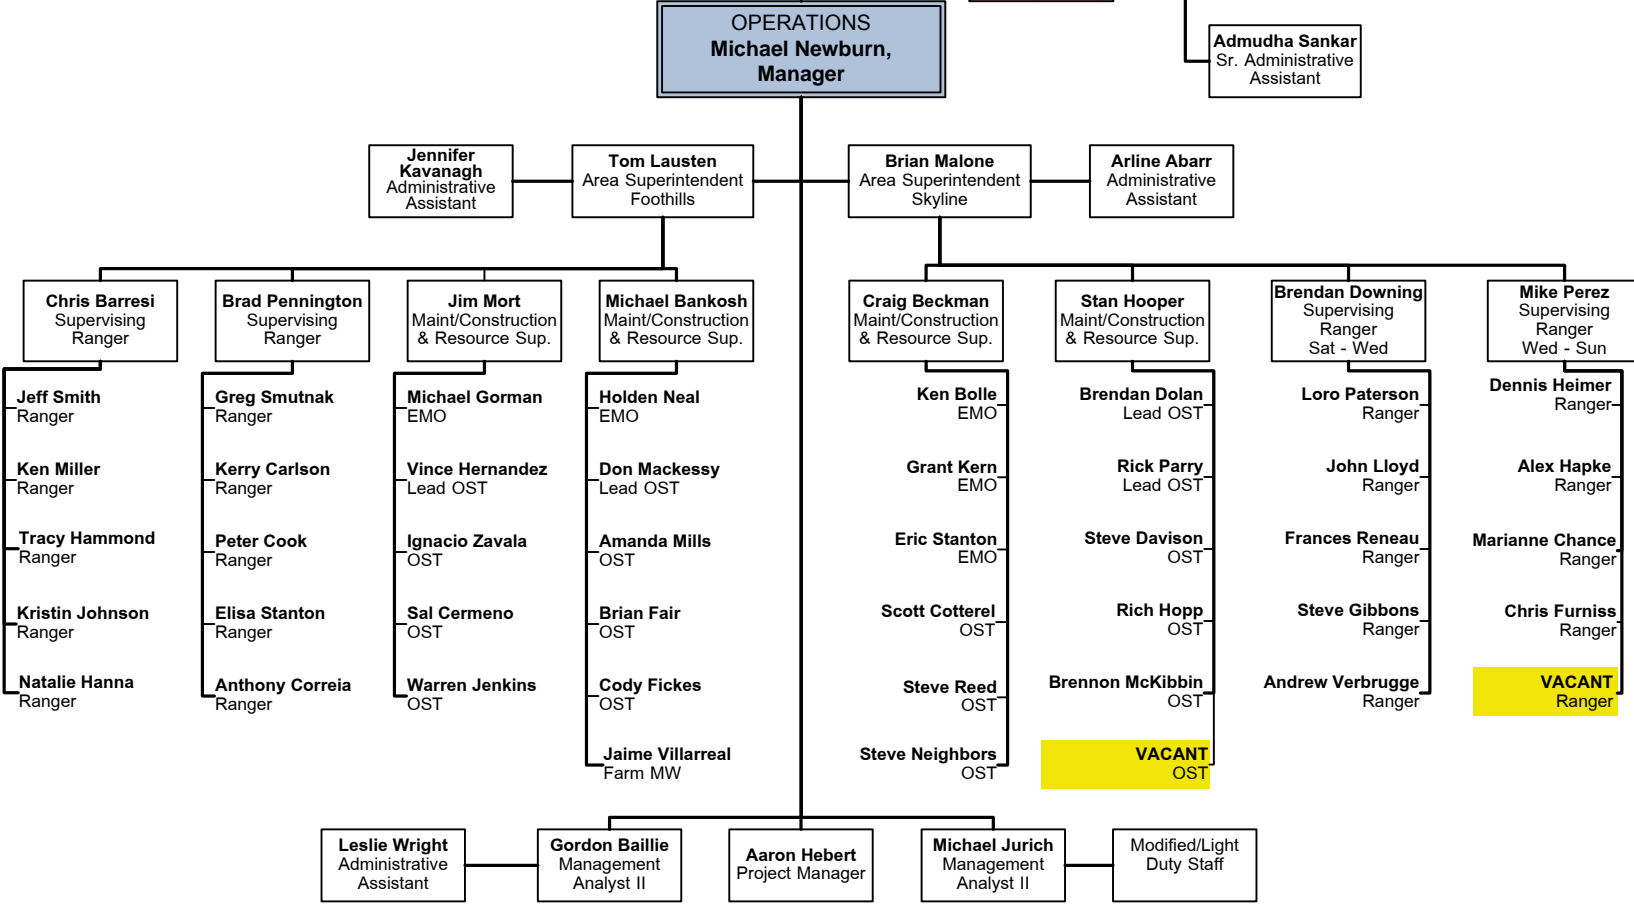 OPERATIONS
Michael Newburn,
Manager
Admudha Sankar
Sr. Administrative
Assistant
Jennifer
Kavanagh
Administrative
Assistant
Tom Lausten
Area Superintendent
Foothills
Brian Malone
Area Superintendent
Skyline
Arline Abarr
Administrative
Assistant
Chris Barresi
Supervising
Ranger
Brad Pennington
Supervising
Ranger
Jim Mort
Maint/Construction
& Resource Sup.
Michael Bankosh
Maint/Construction
& Resource Sup.
Craig Beckman
Maint/Construction
& Resource Sup.
Stan Hooper
Maint/Construction
& Resource Sup.
Brendan Downing
Supervising
Ranger
Sat - Wed
Mike Perez
Supervising
Ranger
Wed - Sun
Jeff Smith
Ranger
Ken Miller
Ranger
Tracy Hammond
Ranger
Kristin Johnson
Ranger
Natalie Hanna
Ranger
Greg Smutnak
Ranger
Kerry Carlson
Ranger
Peter Cook
Ranger
Elisa Stanton
Ranger
Anthony Correia
Ranger
Michael Gorman
EMO
Vince Hernandez
Lead OST
Ignacio Zavala
OST
Sal Cermeno
OST
Warren Jenkins
OST
Holden Neal
EMO
Don Mackessy
Lead OST
Amanda Mills
OST
Brian Fair
OST
Cody Fickes
OST
Jaime Villarreal
Farm MW
Ken Bolle
EMO
Grant Kern
EMO
Eric Stanton
EMO
Scott Cotterel
OST
Steve Reed
OST
Steve Neighbors
OST
Brendan Dolan
Lead OST
Rick Parry
Lead OST
Steve Davison
OST
Rich Hopp
OST
Brennon McKibbin
OST
VACANT
OST
Loro Paterson
Ranger
John Lloyd
Ranger
Frances Reneau
Ranger
Steve Gibbons
Ranger
Andrew Verbrugge
Ranger
Dennis Heimer
Ranger
Alex Hapke
Ranger
Marianne Chance
Ranger
Chris Furniss
Ranger
VACANT
Ranger
Leslie Wright
Administrative
Assistant
Gordon Baillie
Management
Analyst II
Aaron Hebert
Project Manager
Michael Jurich
Management
Analyst II
Modified/Light
Duty Staff